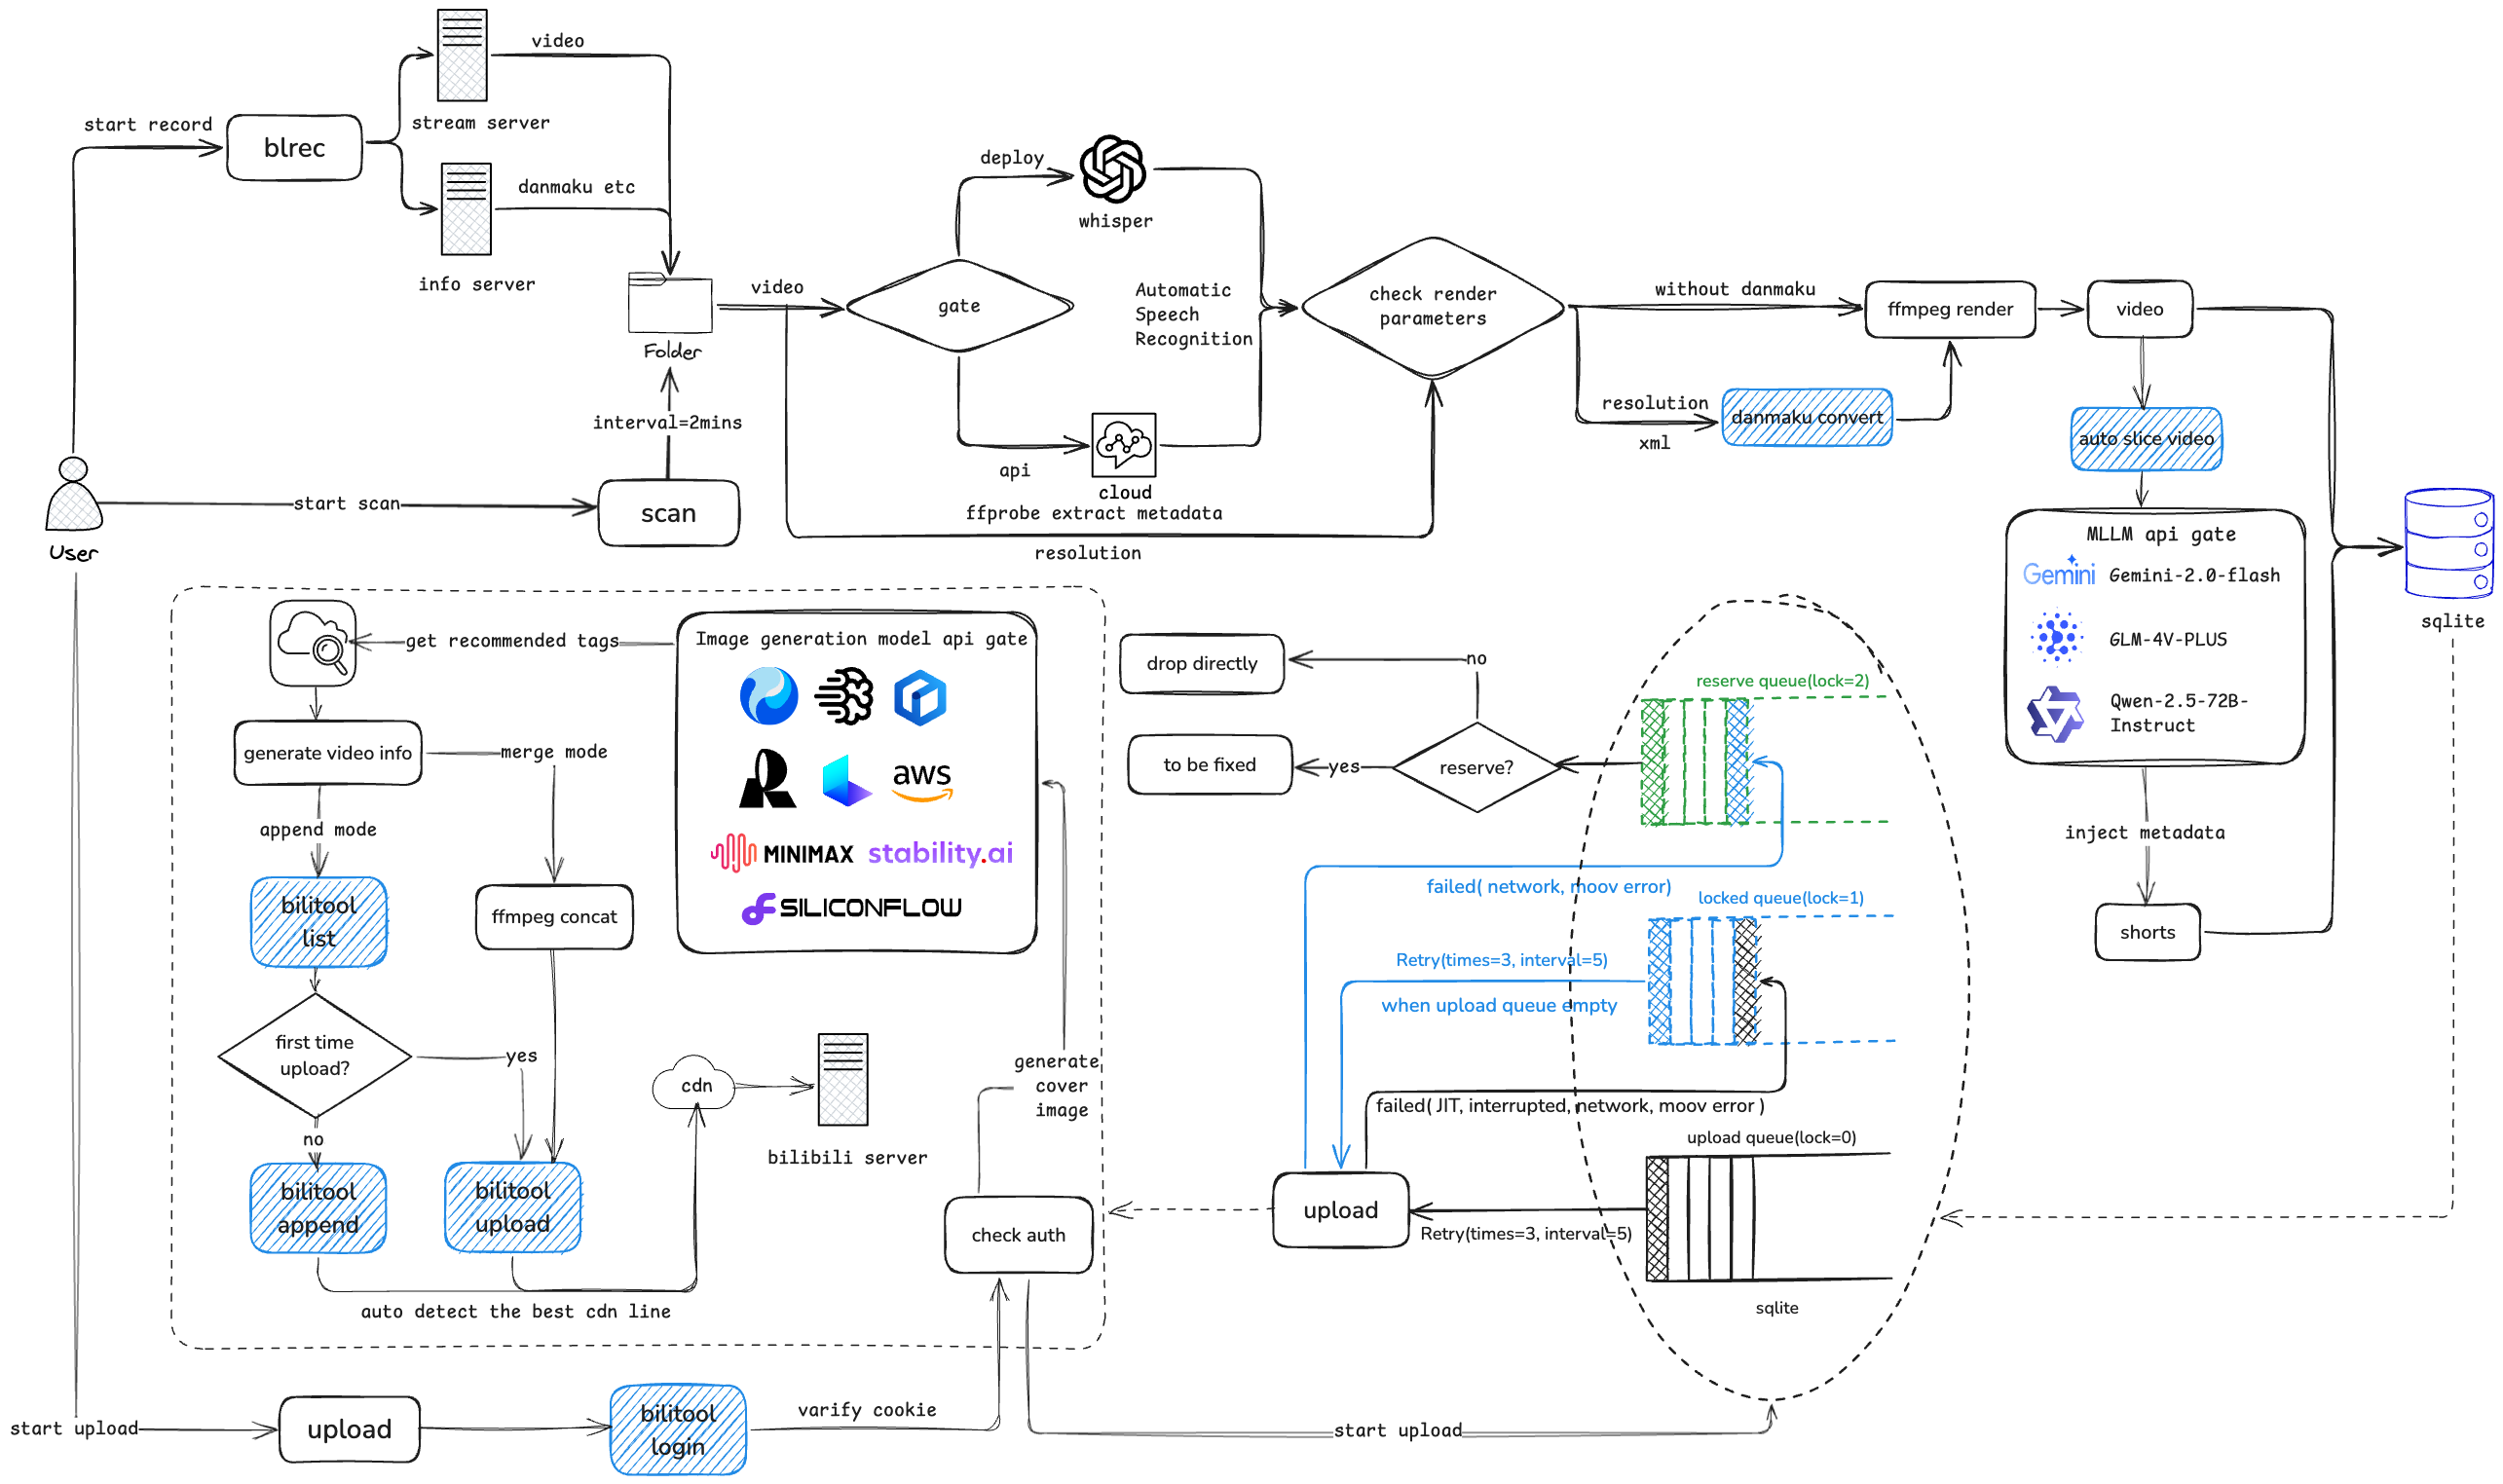 video
start record
blrec
stream server
danmaku etc
info server
deploy
whisper
video
gate
Automatic
Speech
Recognition
check render
parameters
without danmaku
ffmpeg render
video
Folder
interval=2mins
resolution
danmaku convert
xml
auto slice video
api
cloud
start scan
scan
ffprobe extract metadata
resolution
User
MLLM api gate
Gemini
Gemini-2.0-flash
GLM-4V-PLUS
Qwen-2.5-72B-
Instruct
sqlite
get recommended tags
Image generation model api gate
aws
MINIMAX
stability.ai
SILICONFLOW
generate video info
merge mode
append mode
bilitool
list
ffmpeg concat
first time
upload?
yes
no
bilitool
append
bilitool
upload
cdn
bilibili server
auto detect the best cdn line
generate
cover
image
check auth
drop directly
no
to be fixed
yes
reserve?
reserve queue(lock=2)
failed( network, moov error)
locked queue(lock=1)
Retry(times=3, interval=5)
when upload queue empty
failed( JIT, interrupted, network, moov error )
upload queue(lock=0)
upload
Retry(times=3, interval=5)
sqlite
inject metadata
shorts
start upload
upload
bilitool
login
varify cookie
start upload